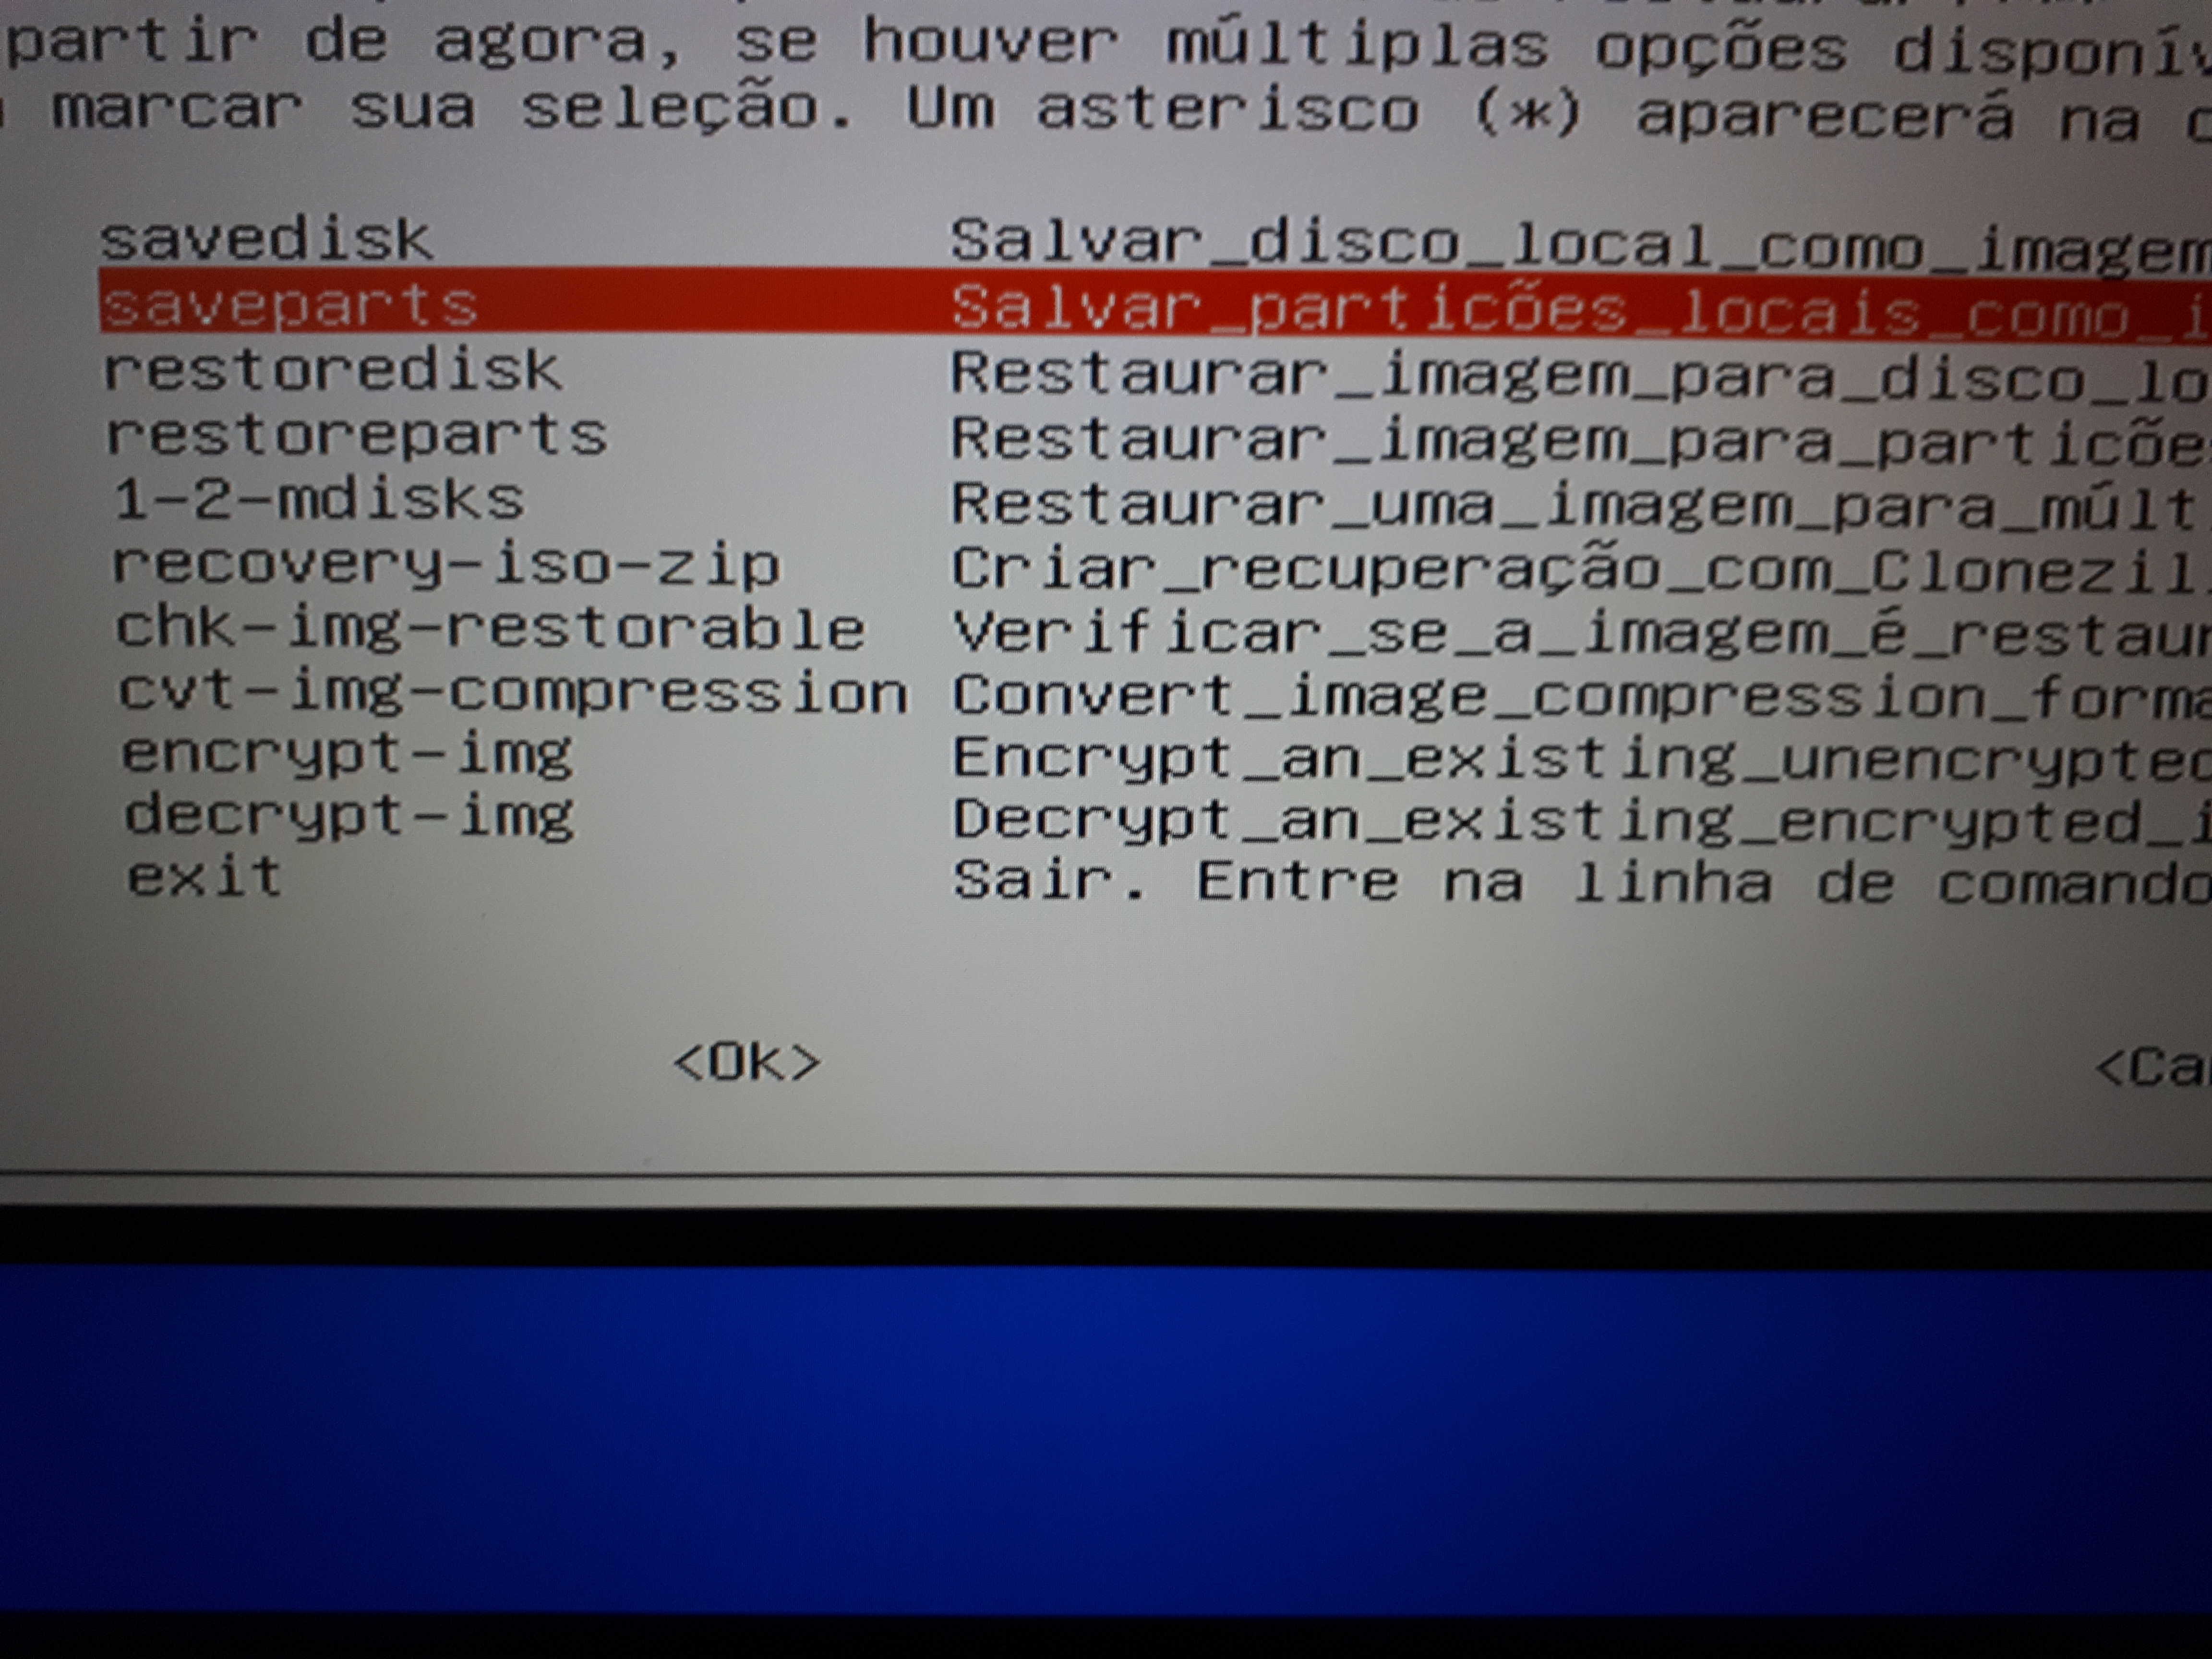 partir de agora, se houver múltiplas opções
marcar sua seleção. Um asterisco (*) aparecerá na
savedisk Salvar_disco_local_como_imagem
saveparts Salvar_partições_locais_como_i
restoredisk Restaurar_imagem_para_disco_lo
restoreparts Restaurar_imagem_para_partições
1-2-mdisks Restaurar_uma_imagem_para_múlt
recovery-iso-zip Criar_recuperação_com_Clonezil
chk-img-restorable Verificar_se_a_imagem_é_restaur
cvt-img-compression Convert_image_compression_forma
encrypt-img Encrypt_an_existing_unencrypted
decrypt-img Decrypt_an_existing_encrypted_i
exit Sair. Entre na linha de comando
<Ok> <Ca